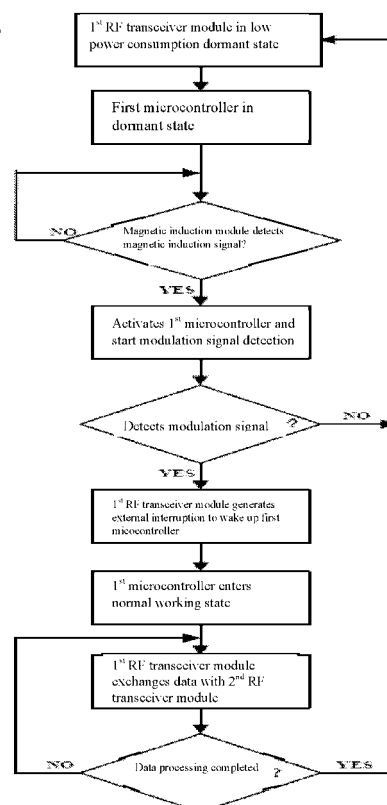 1st RF transceiver module in low
power consumption dormant state
First microcontroller in
dormant state
Magnetic induction module detects
magnetic induction signal?
NO
YES
Activates 1st microcontroller and
start modulation signal detection
Detects modulation signal ?
NO
YES
1st RF transceiver module generates
external interruption to wake up first
micocontroller
1st microcontroller enters
normal working state
1st RF transceiver module
exchanges data with 2nd RF
transceiver module
NO
Data processing completed ?
YES